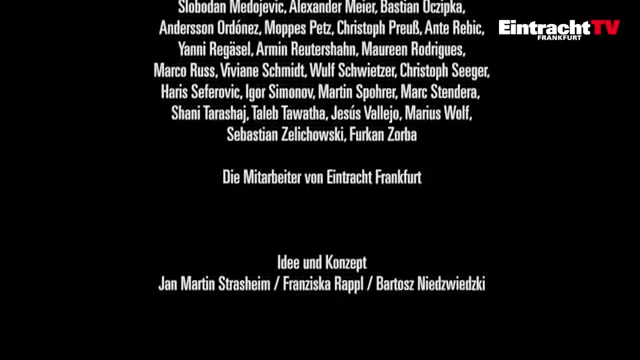 Slobodan Medojevic, Alexander Meier, Bastian Oczipka,
Andersson Ordónez, Moppes Petz, Christoph Preuß, Ante Rebic,
Yanni Regäsel, Armin Reutershahn, Maureen Rodrigues,
Marco Russ, Viviane Schmidt, Wulf Schwietzer, Christoph Seeger,
Haris Seferovic, Igor Simonov, Martin Spohrer, Marc Stendera,
Shani Tarashaj, Taleb Tawatha, Jesús Vallejo, Marius Wolf,
Sebastian Zelichowski, Furkan Zorba
Die Mitarbeiter von Eintracht Frankfurt
Idee und Konzept
Jan Martin Strasheim / Franziska Rappl / Bartosz Niedzwiedzki
EintrachtTV
FRANKFURT